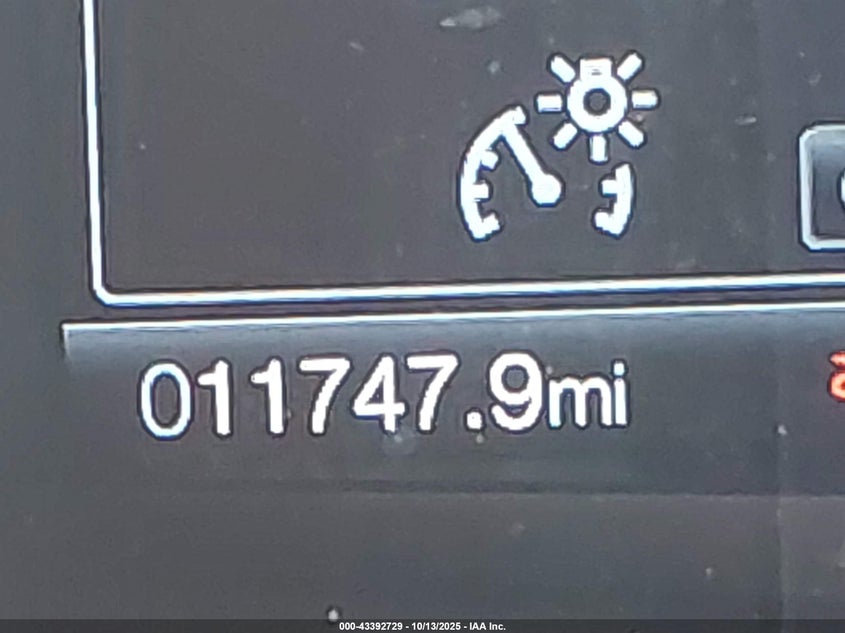 011747.9mi
000-43392729 - 10/13/2025 - IAA Inc.